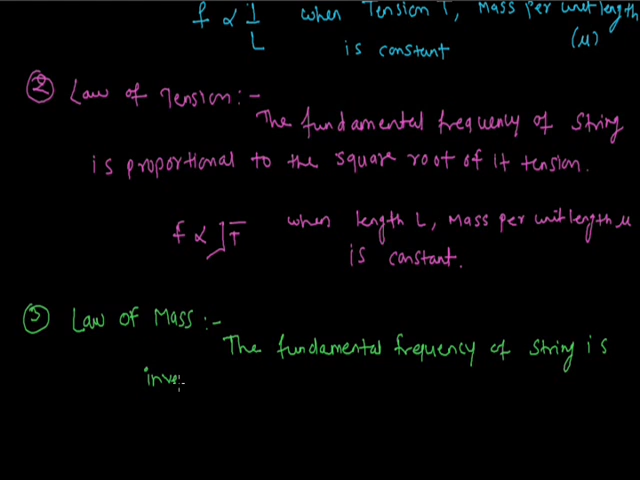 f ∝ 1/L when Tension T, Mass per unit length
is constant (μ)
② Law of Tension :-
The fundamental frequency of string
is proportional to the square root of it tension.
f ∝ √T when length L, Mass per unit length μ
is constant.
③ Law of Mass :-
The fundamental frequency of string is
inve